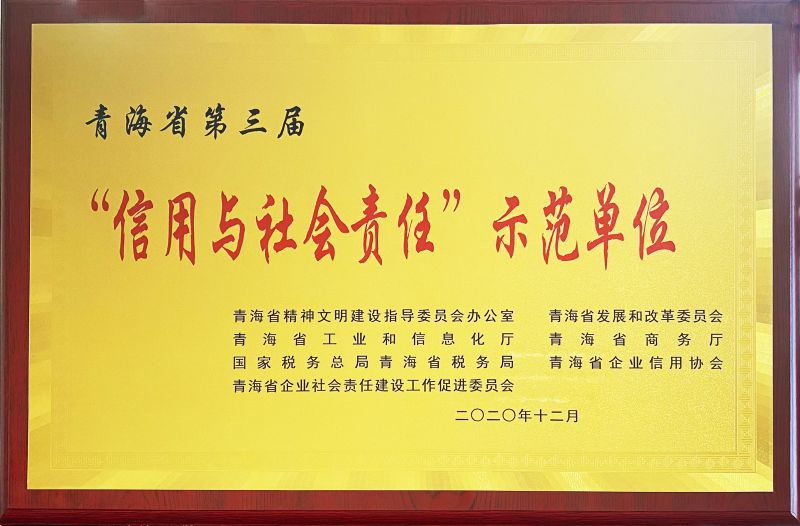 青海省第三届
“信用与社会责任”示范单位
青海省精神文明建设指导委员会办公室 青海省发展和改革委员会
青海省工业和信息化厅 青海省商务厅
国家税务总局青海省税务局 青海省企业信用协会
青海省企业社会责任建设工作促进委员会
二〇二〇年十二月